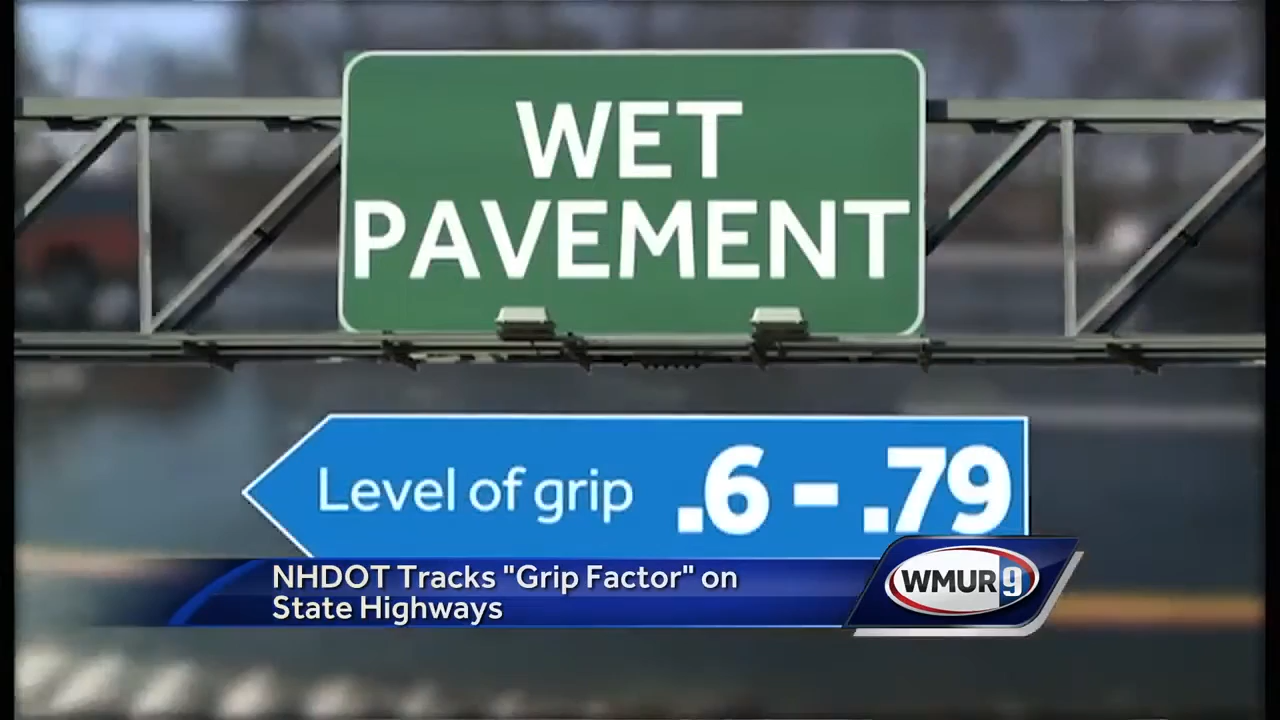 WET
PAVEMENT
Level of grip .6 - .79
NHDOT Tracks "Grip Factor" on
State Highways
WMUR 9